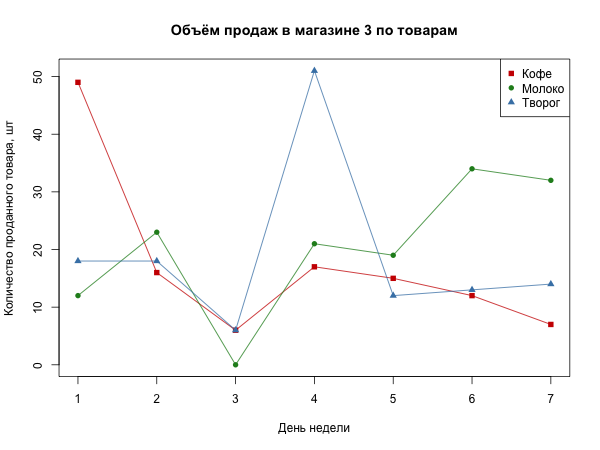 Объём продаж в магазине 3 по товарам
Количество проданного товара, шт
50
40
30
20
10
0
Кофе
Молоко
Творог
1 2 3 4 5 6 7
День недели